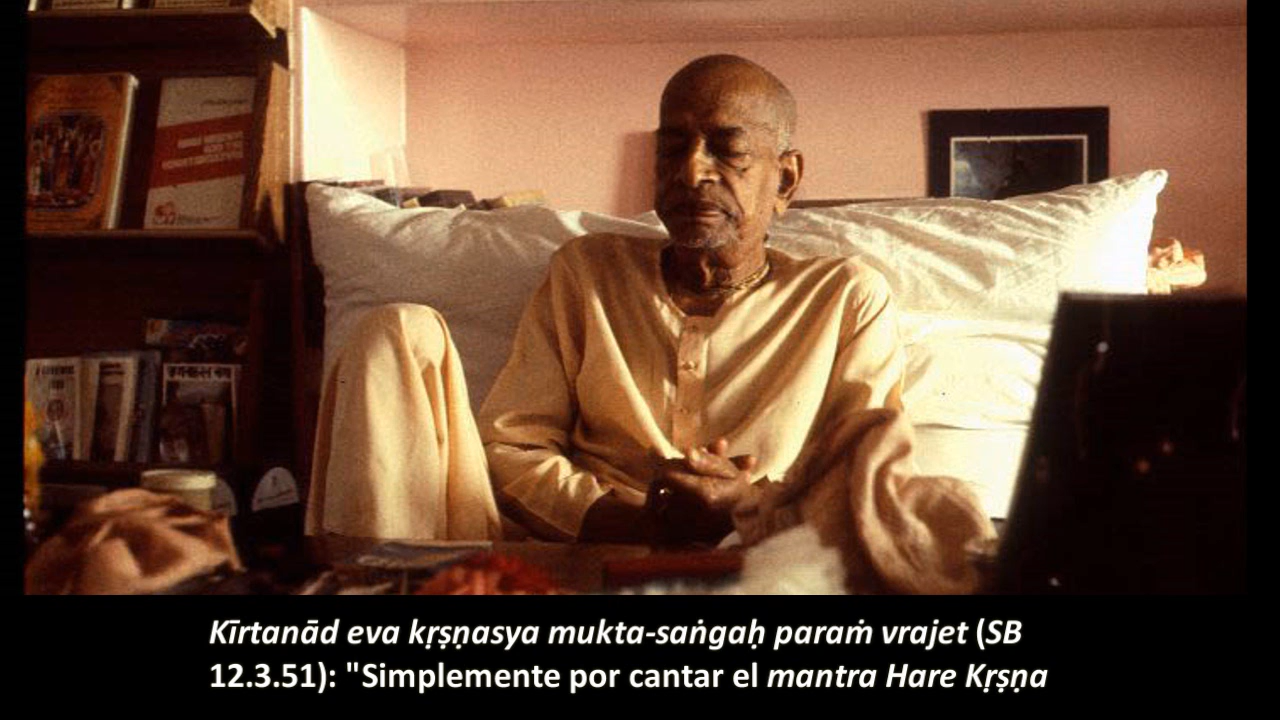 Kīrtanād eva kṛṣṇasya mukta-saṅgaḥ paraṁ vrajet (SB
12.3.51): "Simplemente por cantar el mantra Hare Kṛṣṇa